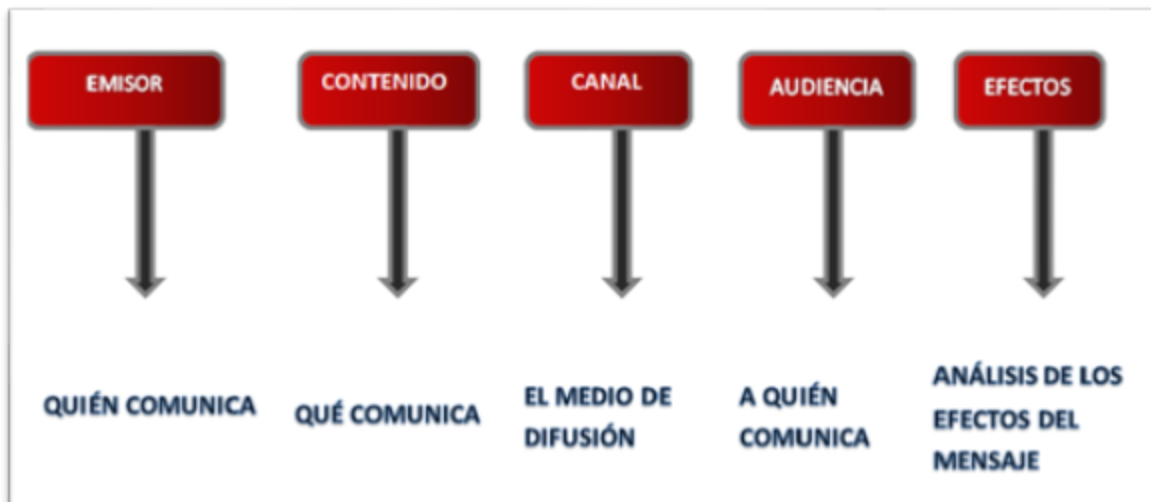 EMISOR
CONTENIDO
CANAL
AUDIENCIA
EFECTOS
QUIÉN COMUNICA
QUÉ COMUNICA
EL MEDIO DE
DIFUSIÓN
A QUIÉN
COMUNICA
ANÁLISIS DE LOS
EFECTOS DEL
MENSAJE